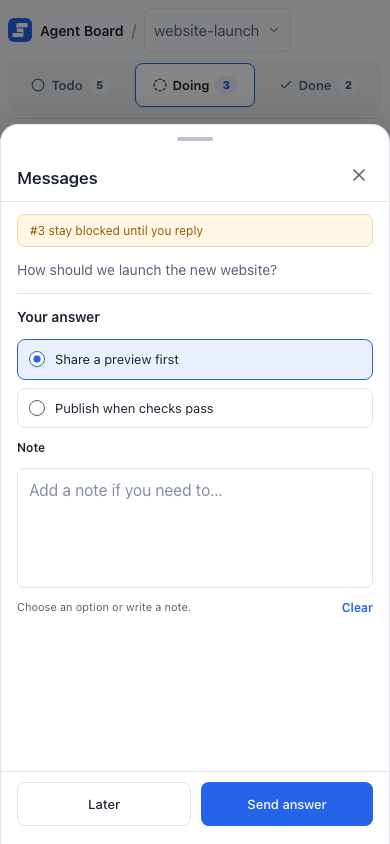 Agent Board / website-launch
Todo 5 Doing 3 Done 2
Messages
#3 stay blocked until you reply
How should we launch the new website?
Your answer
Share a preview first
Publish when checks pass
Note
Add a note if you need to...
Choose an option or write a note. Clear
Later Send answer